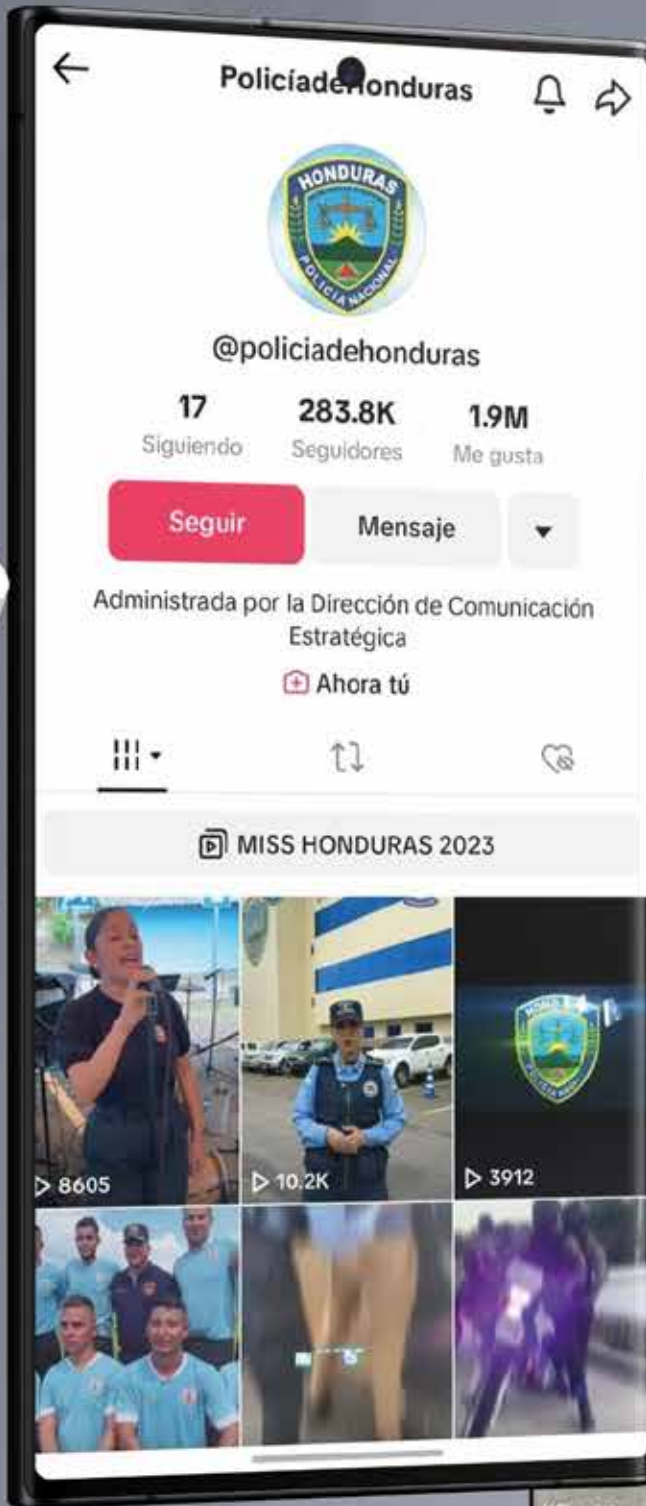 PolicíadeHonduras
HONDURAS
POLICIA NACIONAL
@policiadehonduras
17 283.8K 1.9M
Siguiendo Seguidores Me gusta
Seguir Mensaje
Administrada por la Dirección de Comunicación
Estratégica
Ahora tú
MISS HONDURAS 2023
8605 10.2K 3912